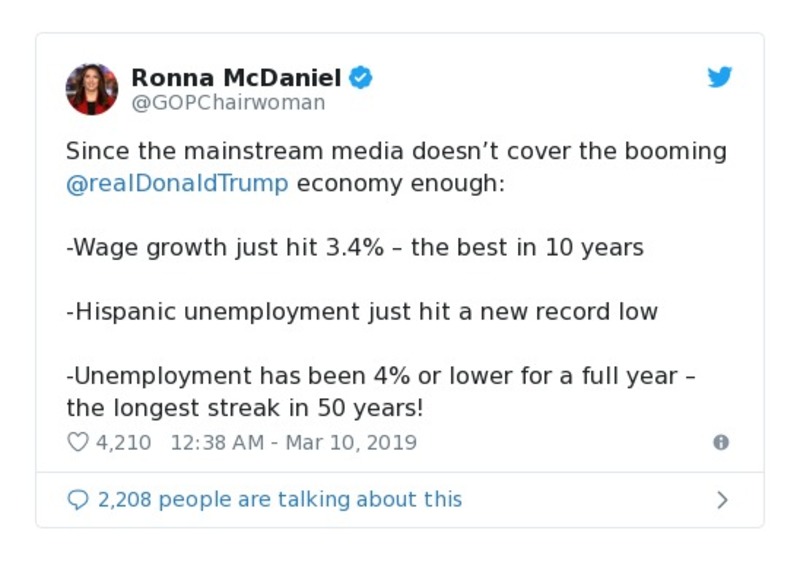 Ronna McDaniel
@GOPChairwoman
Since the mainstream media doesn’t cover the booming
@realDonaldTrump economy enough:
-Wage growth just hit 3.4% – the best in 10 years
-Hispanic unemployment just hit a new record low
-Unemployment has been 4% or lower for a full year –
the longest streak in 50 years!
4,210 12:38 AM - Mar 10, 2019
2,208 people are talking about this